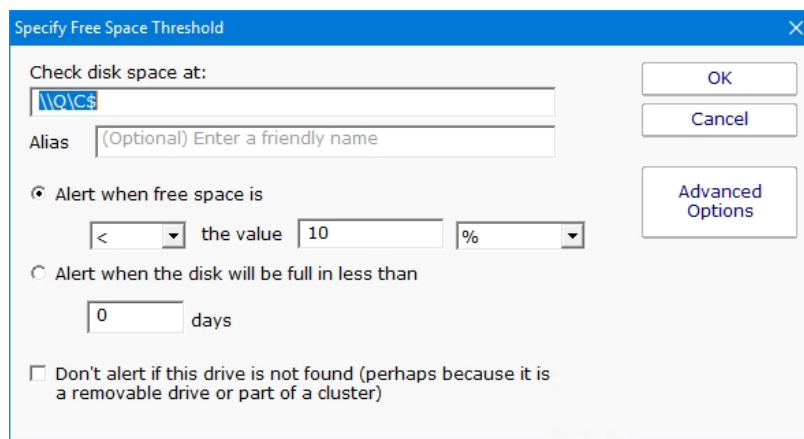 Specify Free Space Threshold
Check disk space at:
\\Q\C$
OK
Cancel
Alias (Optional) Enter a friendly name
Advanced
Options
Alert when free space is
< the value 10 %
Alert when the disk will be full in less than
0 days
Don't alert if this drive is not found (perhaps because it is
a removable drive or part of a cluster)